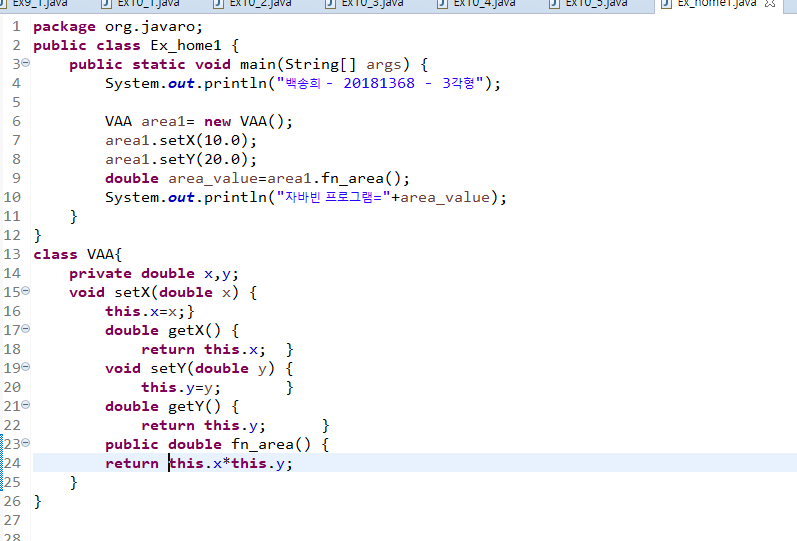 Ex9_1.java Ex10_1.java Ex10_2.java Ex10_3.java Ex10_4.java Ex10_5.java Ex_home1.java
1 package org.javaro;
2 public class Ex_home1 {
3 public static void main(String[] args) {
4 System.out.println("백송희 - 20181368 - 3각형");
5
6 VAA area1= new VAA();
7 area1.setX(10.0);
8 area1.setY(20.0);
9 double area_value=area1.fn_area();
10 System.out.println("자바빈 프로그램="+area_value);
11 }
12 }
13 class VAA{
14 private double x,y;
15 void setX(double x) {
16 this.x=x;}
17 double getX() {
18 return this.x; }
19 void setY(double y) {
20 this.y=y; }
21 double getY() {
22 return this.y; }
23 public double fn_area() {
24 return this.x*this.y;
25 }
26 }
27
28